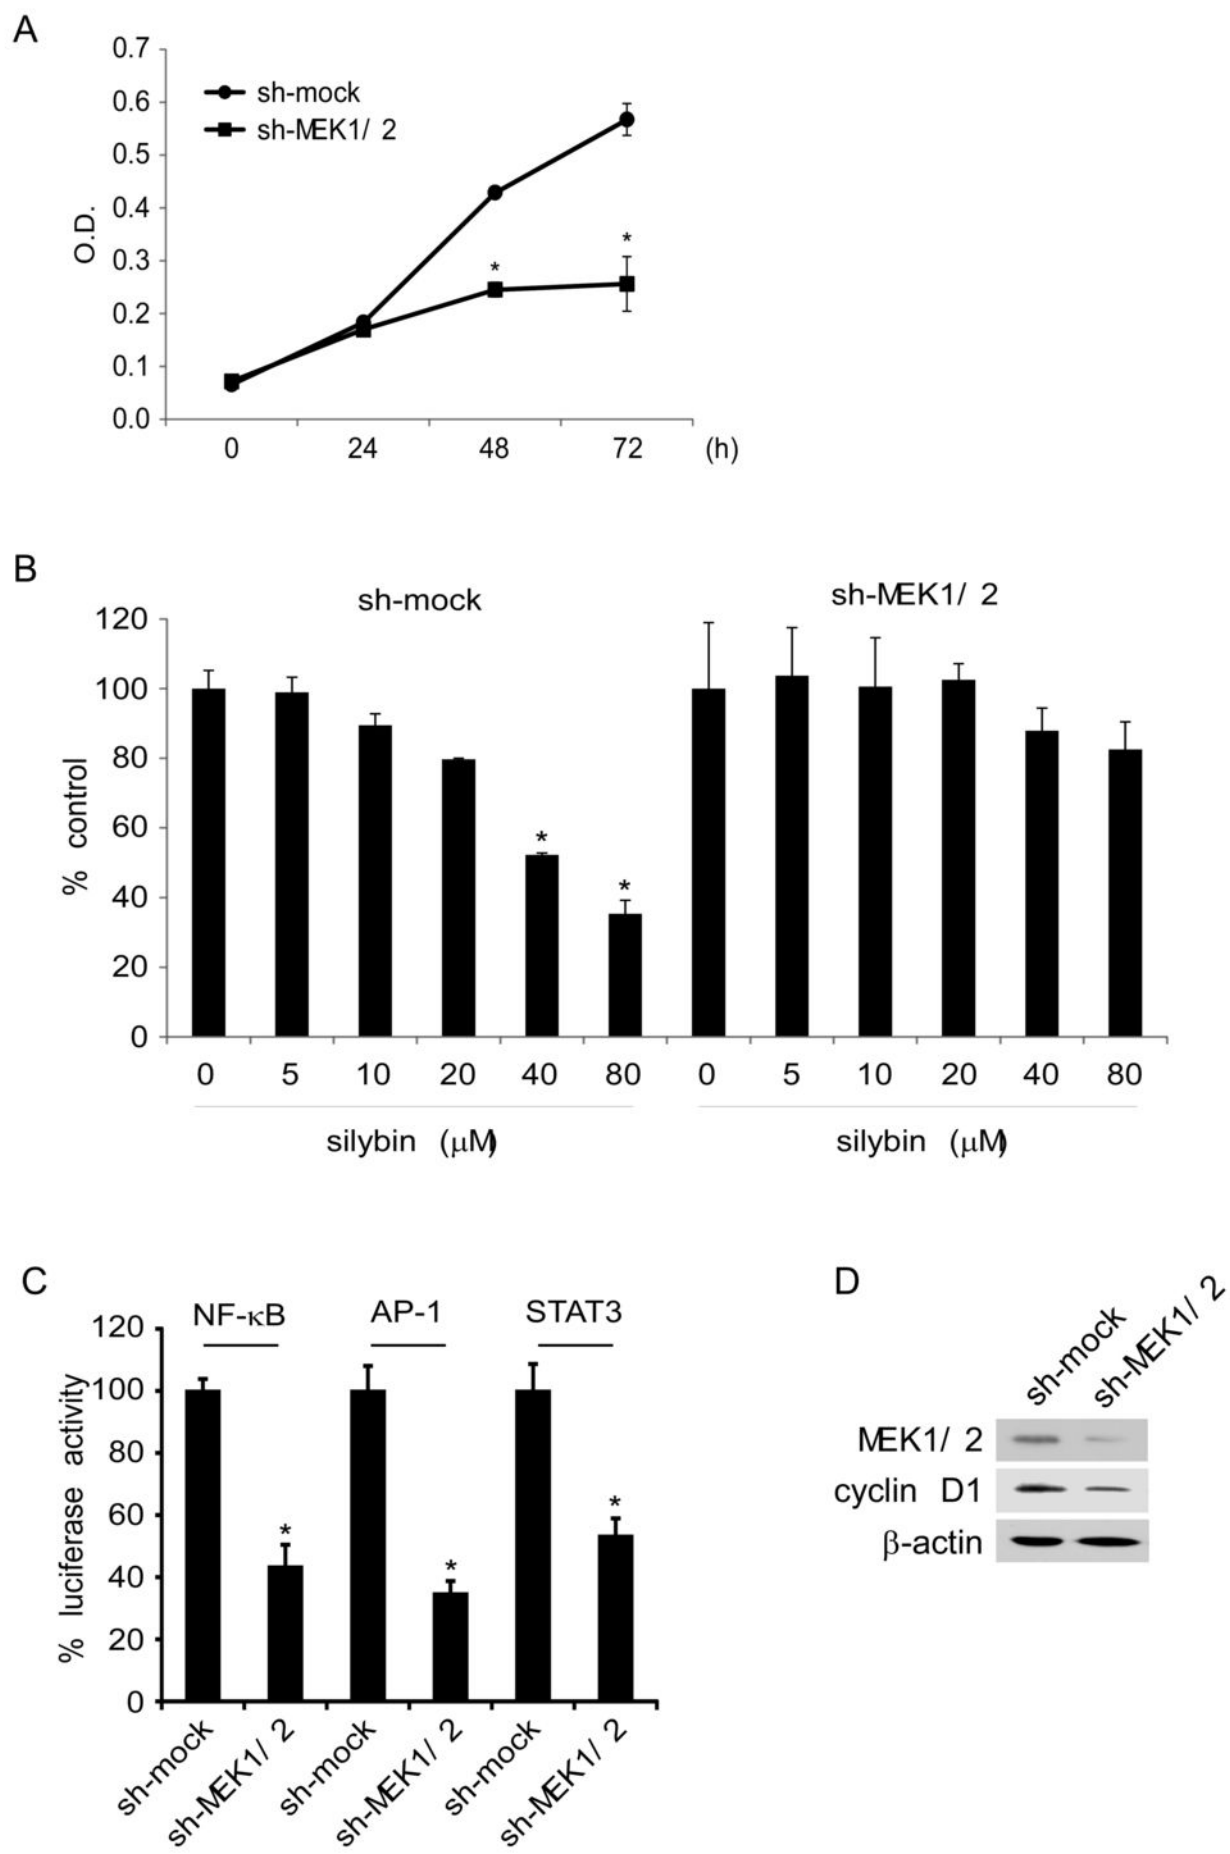 A
0.7
0.6
0.5
0.4
0.3
0.2
0.1
0.0
O.D.
sh-mock
sh-MEK1/ 2
*
*
0 24 48 72 (h)
B
sh-mock sh-MEK1/ 2
120
100
80
60
40
20
0
% control
*
*
0 5 10 20 40 80 0 5 10 20 40 80
silybin (μM) silybin (μM)
C
NF-κB AP-1 STAT3
120
100
80
60
40
20
0
% luciferase activity
*
*
*
sh-mock
sh-MEK1/ 2
sh-mock
sh-MEK1/ 2
sh-mock
sh-MEK1/ 2
D
sh-mock
sh-MEK1/ 2
MEK1/ 2
cyclin D1
β-actin